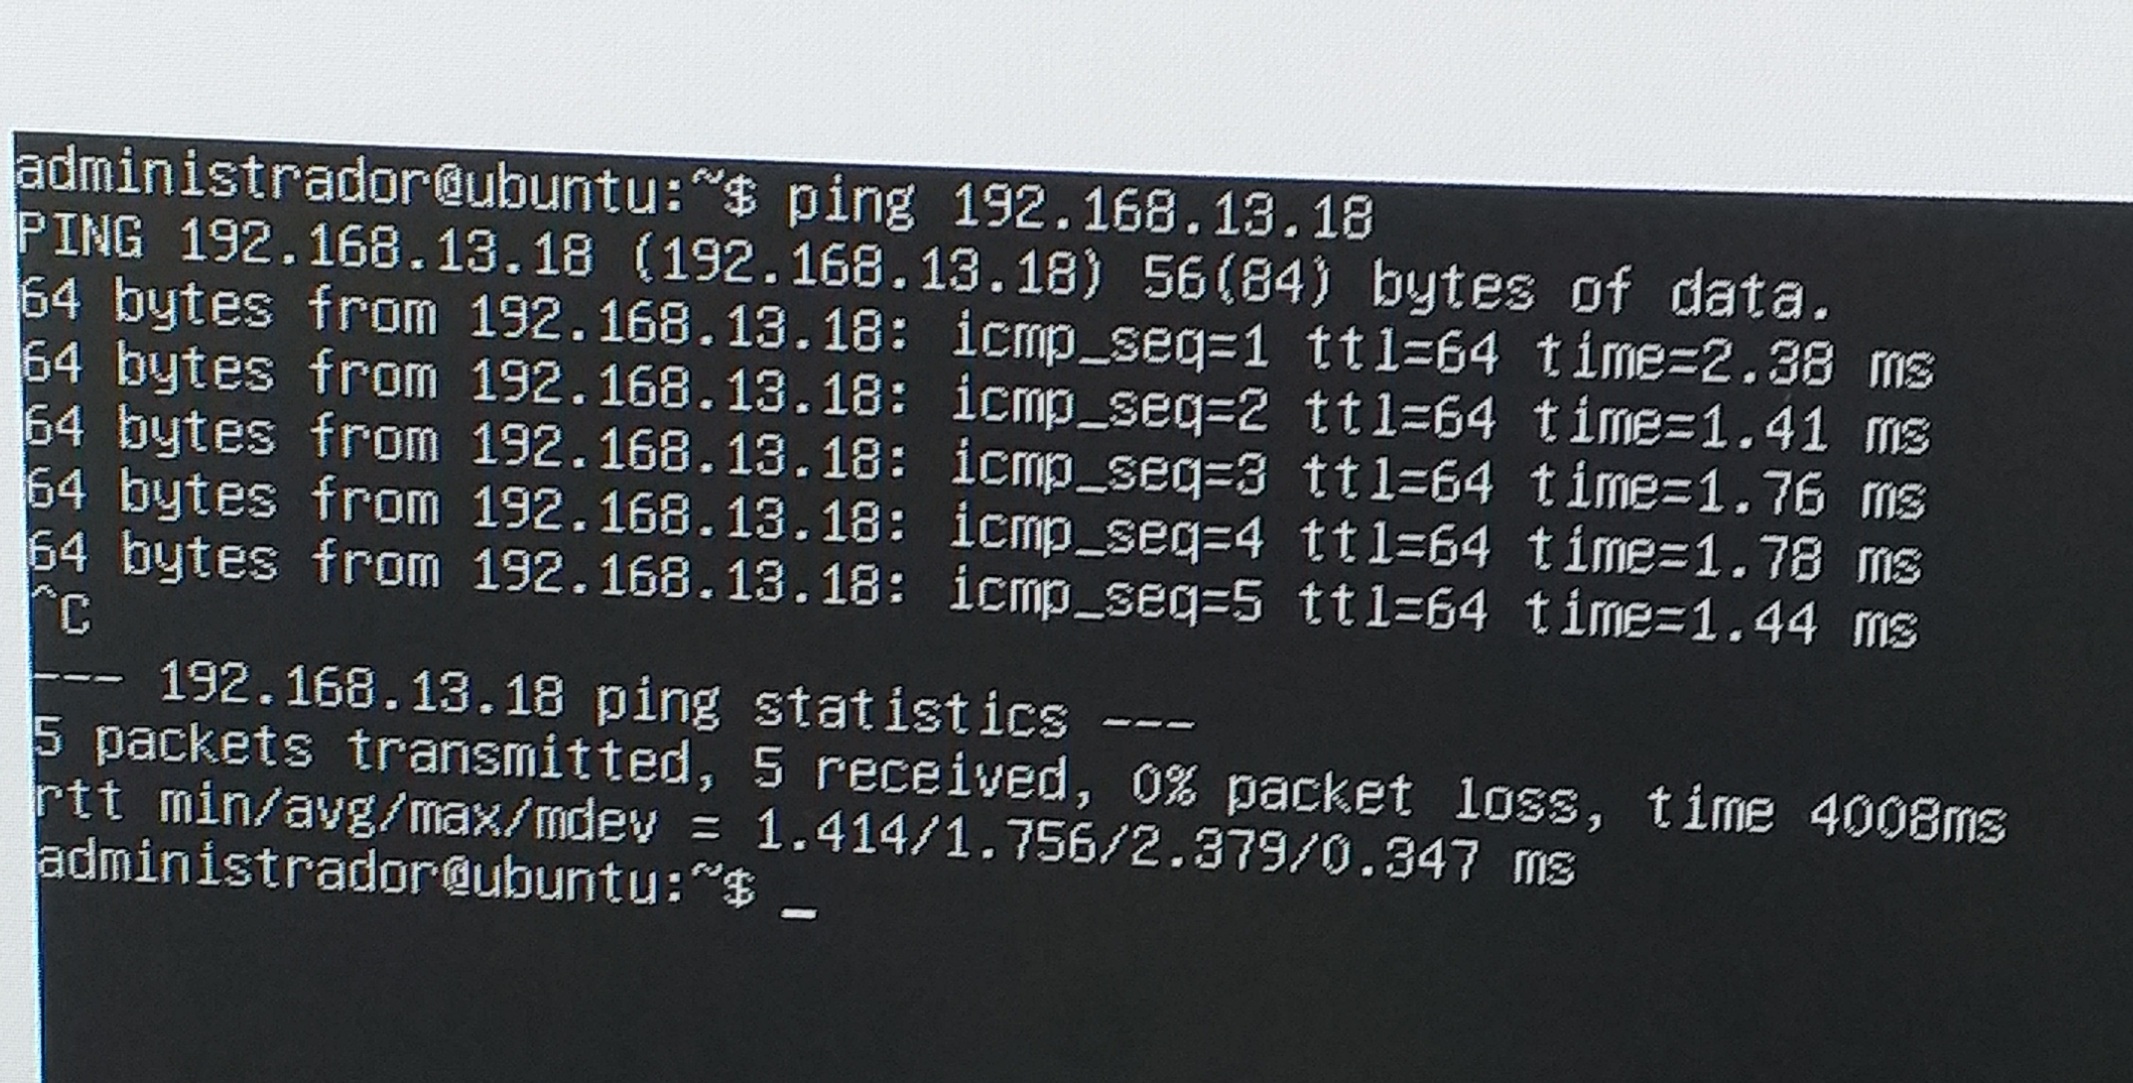 administrador@ubuntu:~$ ping 192.168.13.18
PING 192.168.13.18 (192.168.13.18) 56(84) bytes of data.
64 bytes from 192.168.13.18: icmp_seq=1 ttl=64 time=2.38 ms
64 bytes from 192.168.13.18: icmp_seq=2 ttl=64 time=1.41 ms
64 bytes from 192.168.13.18: icmp_seq=3 ttl=64 time=1.76 ms
64 bytes from 192.168.13.18: icmp_seq=4 ttl=64 time=1.78 ms
64 bytes from 192.168.13.18: icmp_seq=5 ttl=64 time=1.44 ms
^C
--- 192.168.13.18 ping statistics ---
5 packets transmitted, 5 received, 0% packet loss, time 4008ms
rtt min/avg/max/mdev = 1.414/1.756/2.379/0.347 ms
administrador@ubuntu:~$ _